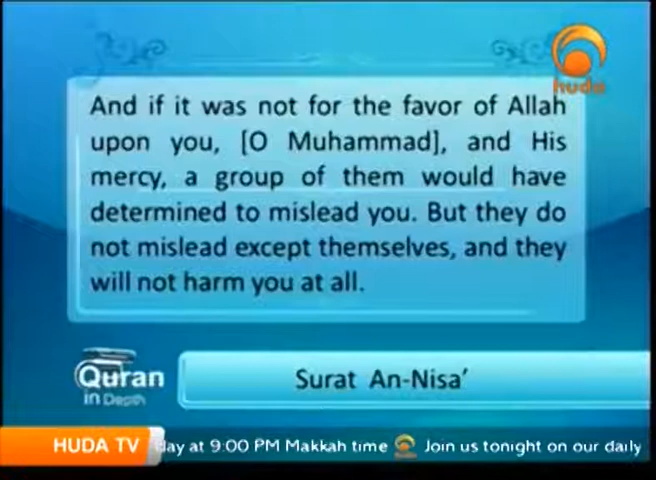 huda
And if it was not for the favor of Allah
upon you, [O Muhammad], and His
mercy, a group of them would have
determined to mislead you. But they do
not mislead except themselves, and they
will not harm you at all.
Quran
in Depth
Surat An-Nisa'
HUDA TV day at 9:00 PM Makkah time Join us tonight on our daily